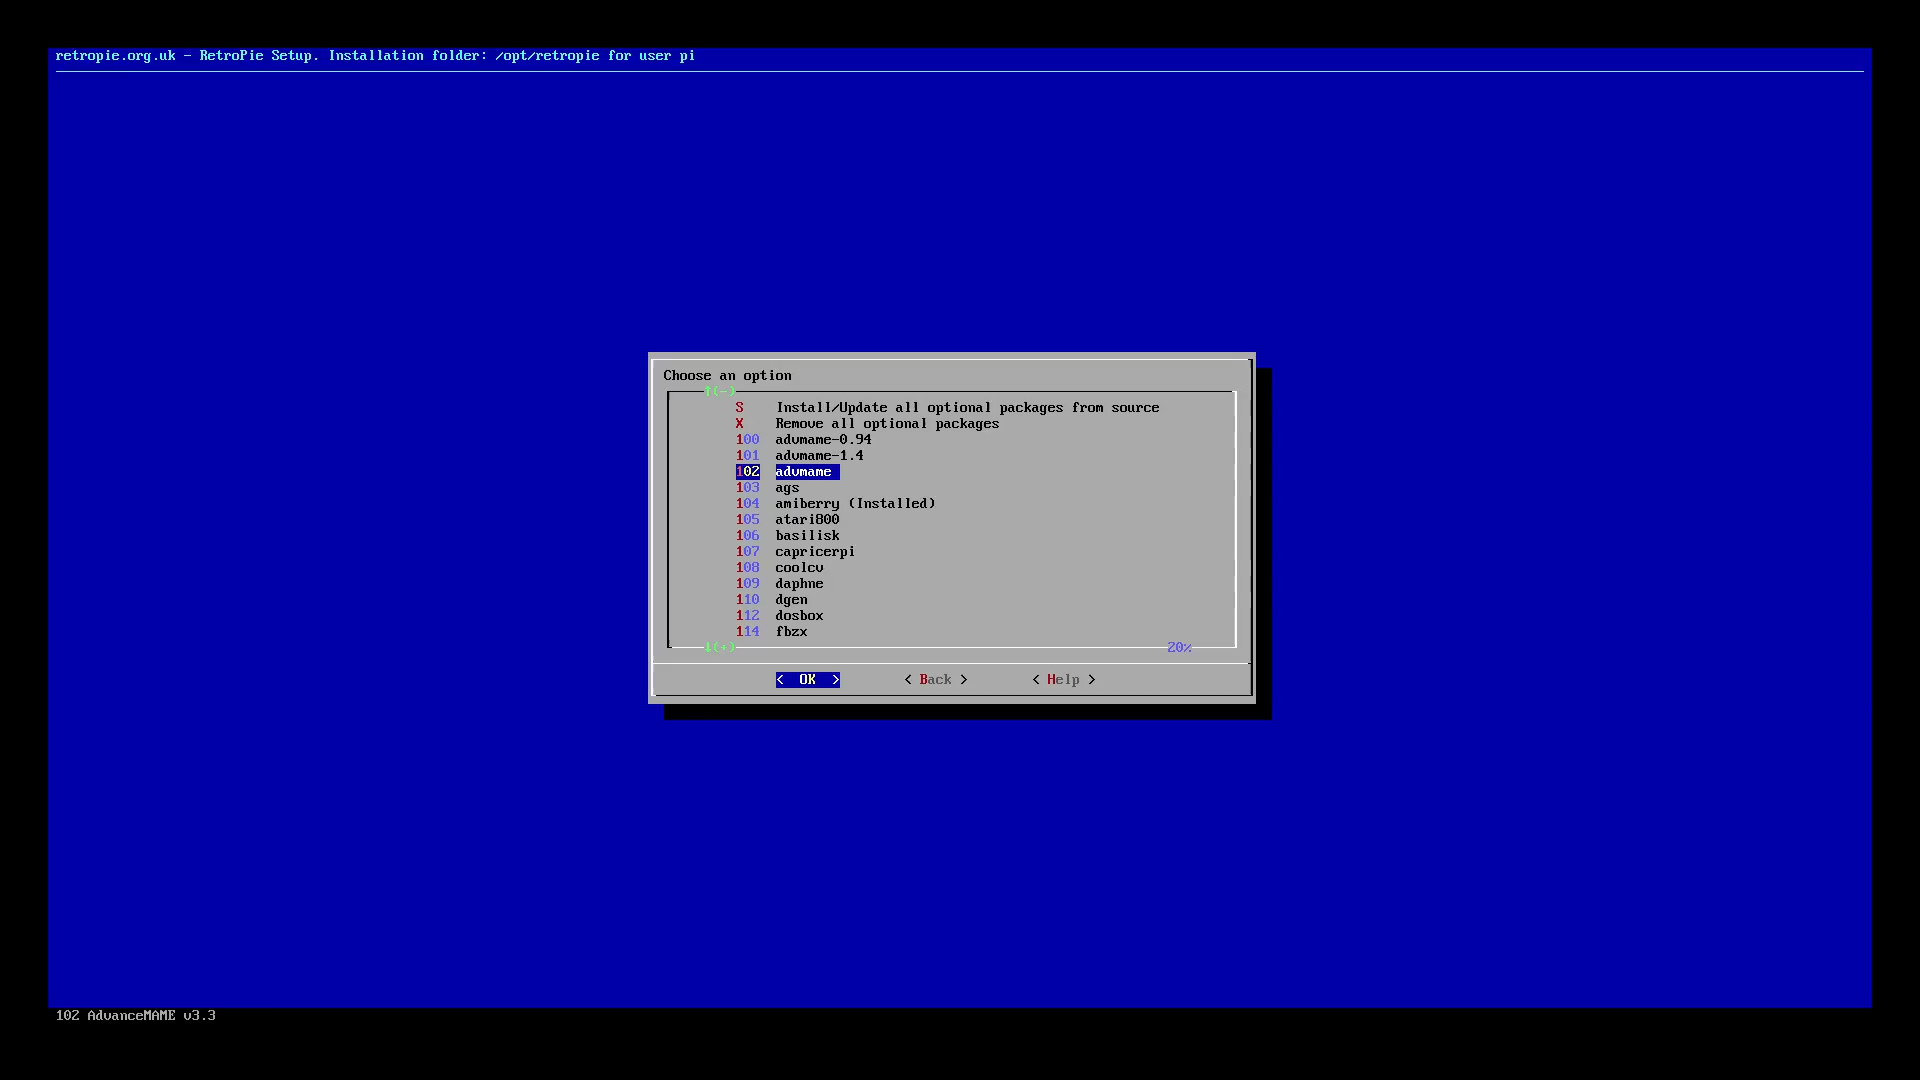 retropie.org.uk - RetroPie Setup. Installation folder: /opt/retropie for user pi
Choose an option
↑(-)
S Install/Update all optional packages from source
X Remove all optional packages
100 advmame-0.94
101 advmame-1.4
102 advmame
103 ags
104 amiberry (Installed)
105 atari800
106 basilisk
107 capricerpi
108 coolcv
109 daphne
110 dgen
112 dosbox
114 fbzx
↓(+) 20%
< OK > < Back > < Help >
102 AdvanceMAME v3.3